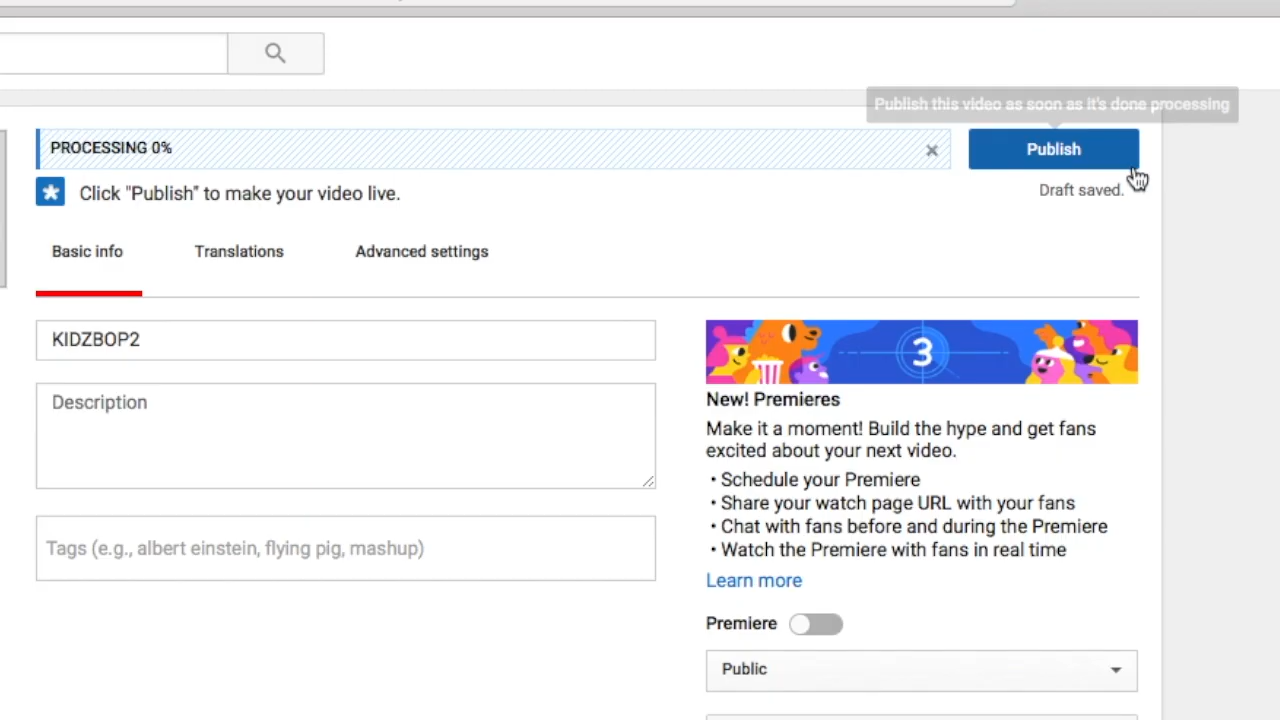 Publish this video as soon as it's done processing
PROCESSING 0%
Publish
Click "Publish" to make your video live.
Draft saved.
Basic info
Translations
Advanced settings
KIDZBOP2
Description
Tags (e.g., albert einstein, flying pig, mashup)
3
New! Premieres
Make it a moment! Build the hype and get fans
excited about your next video.
• Schedule your Premiere
• Share your watch page URL with your fans
• Chat with fans before and during the Premiere
• Watch the Premiere with fans in real time
Learn more
Premiere
Public